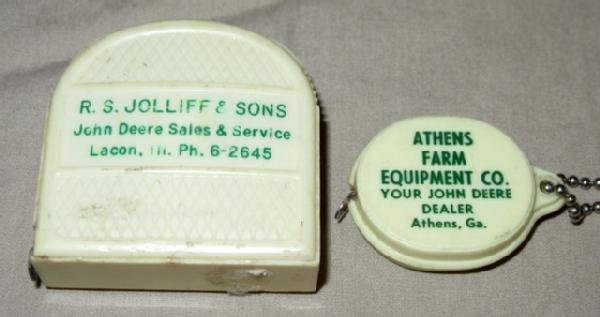 R. S. JOLLIFF & SONS
John Deere Sales & Service
Lacon, Ill. Ph. 6-2645
ATHENS
FARM
EQUIPMENT CO.
YOUR JOHN DEERE
DEALER
Athens, Ga.